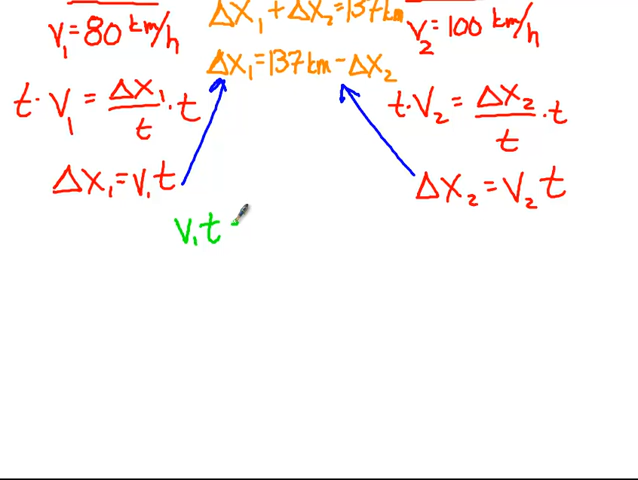 ΔX₁ + ΔX₂ = 137 km
V₁ = 80 km/h
V₂ = 100 km/h
ΔX₁ = 137 km - ΔX₂
t · V₁ = ΔX₁/t · t
t · V₂ = ΔX₂/t · t
ΔX₁ = V₁ t
ΔX₂ = V₂ t
V₁ t -